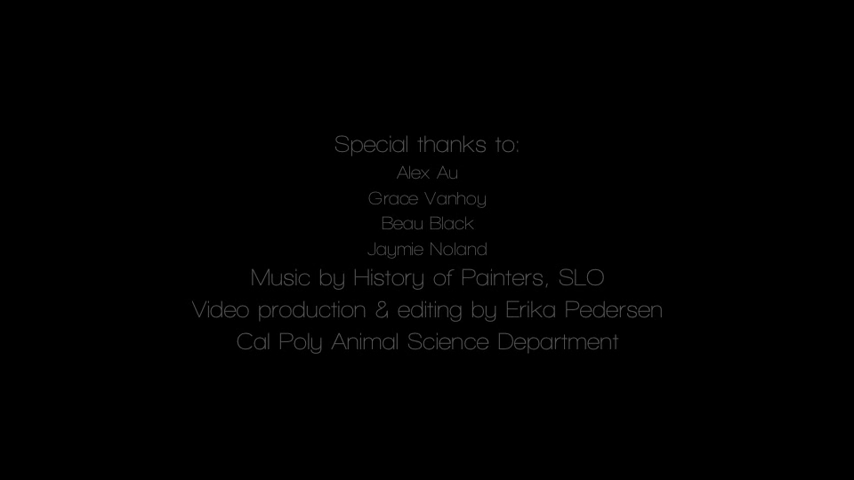 Special thanks to:
Alex Au
Grace Vanhoy
Beau Black
Jaymie Noland
Music by History of Painters, SLO
Video production & editing by Erika Pedersen
Cal Poly Animal Science Department